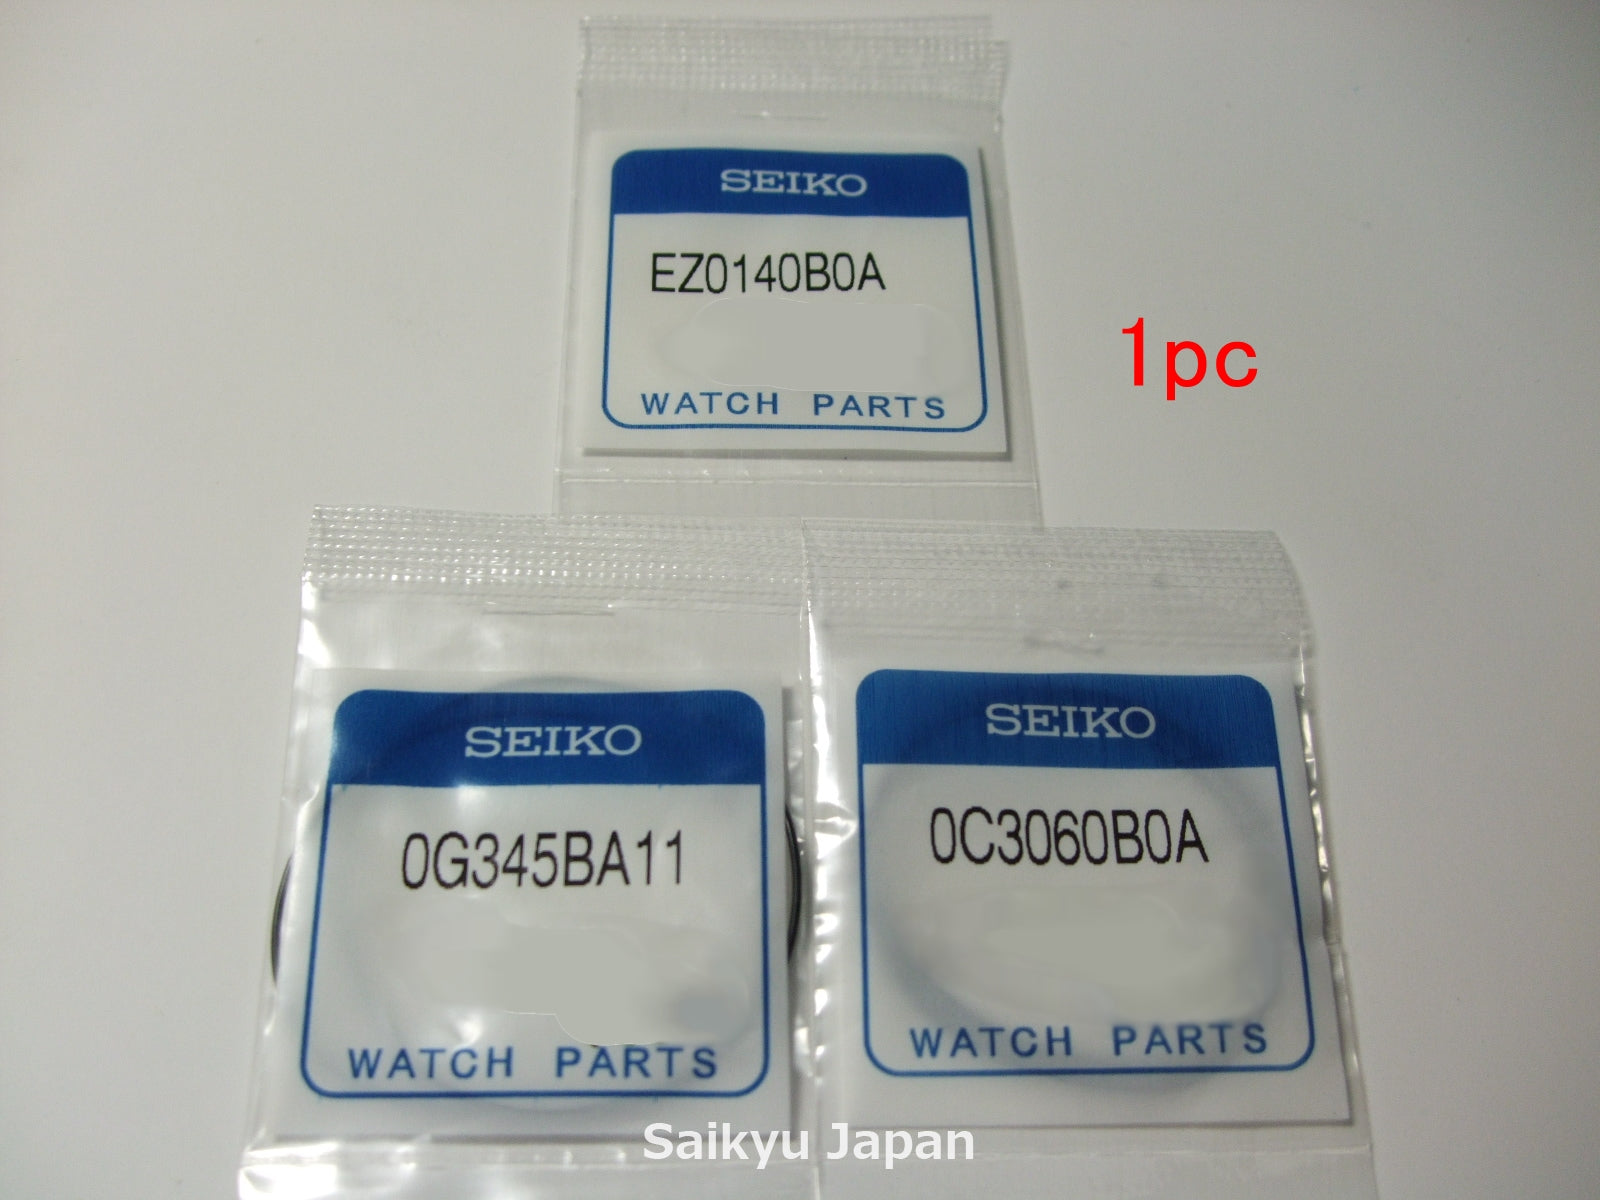 SEIKO
EZ0140B0A
WATCH PARTS
1pc
SEIKO
0G345BA11
WATCH PARTS
SEIKO
0C3060B0A
WATCH PARTS
Saikyu Japan